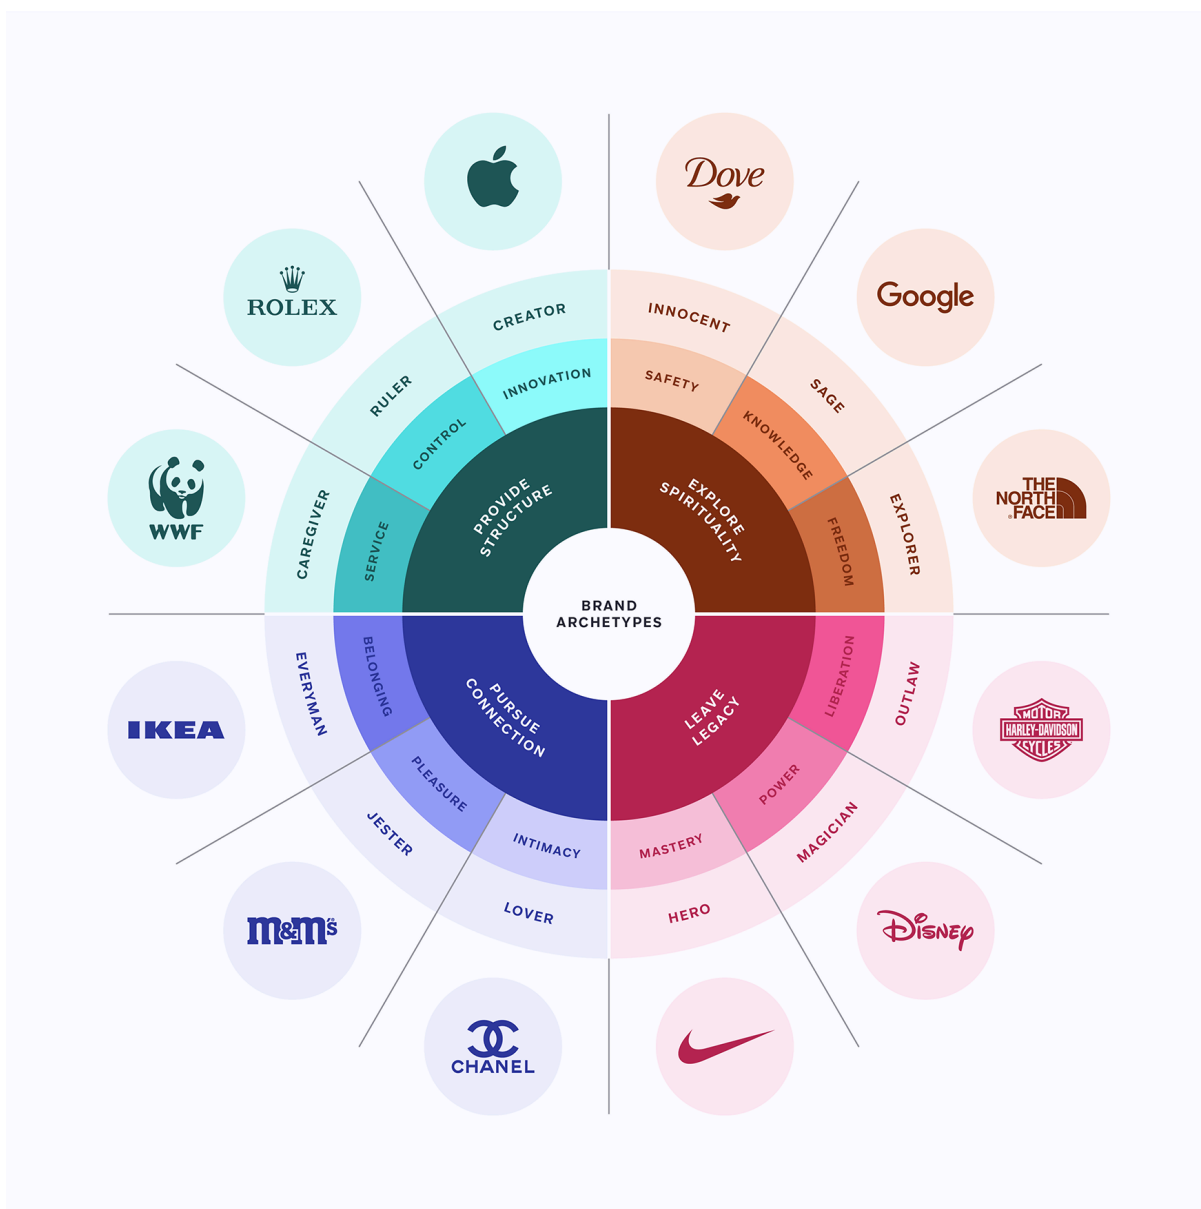 Dove
Google
THE
NORTH
FACE
MOTOR
HARLEY-DAVIDSON
CYCLES
DISNEY
CHANEL
m&m's
IKEA
WWF
ROLEX
INNOCENT
SAGE
EXPLORER
OUTLAW
MAGICIAN
HERO
LOVER
JESTER
EVERYMAN
CAREGIVER
RULER
CREATOR
SAFETY
KNOWLEDGE
FREEDOM
LIBERATION
POWER
MASTERY
INTIMACY
PLEASURE
BELONGING
SERVICE
CONTROL
INNOVATION
EXPLORE
SPIRITUALITY
LEAVE
LEGACY
PURSUE
CONNECTION
PROVIDE
STRUCTURE
BRAND
ARCHETYPES